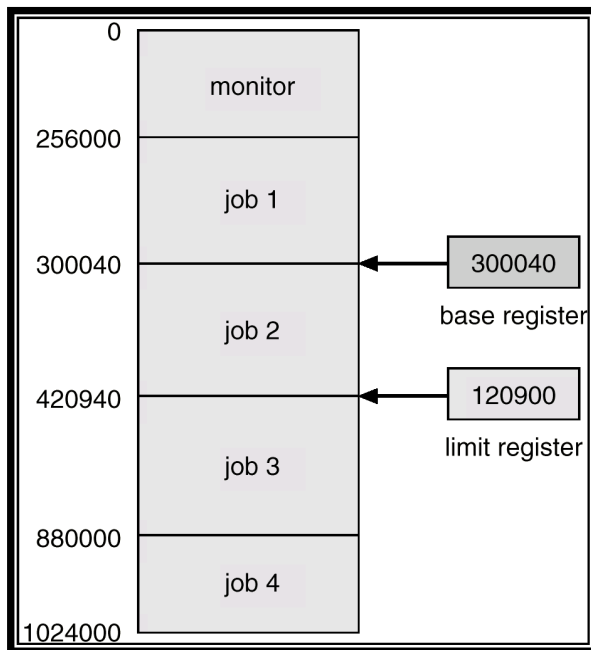 0
monitor
256000
job 1
300040
300040
base register
job 2
420940
120900
limit register
job 3
880000
job 4
1024000